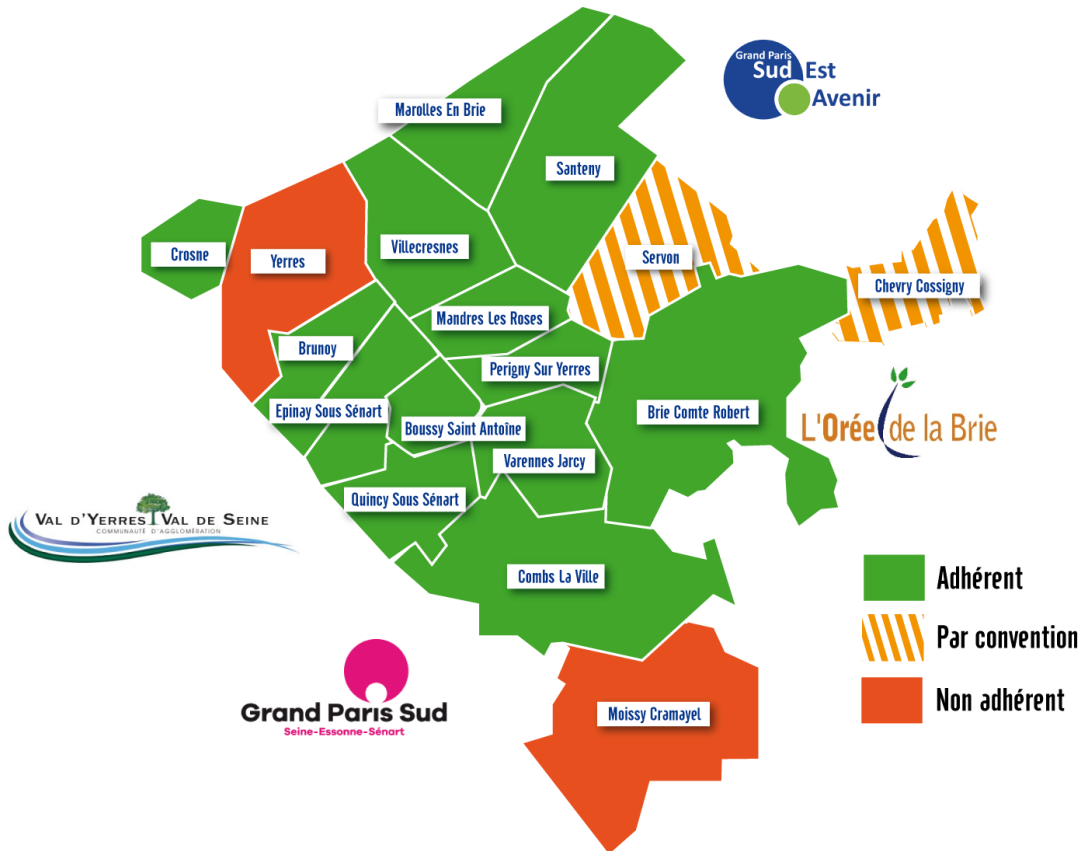 Grand Paris
Sud Est
Avenir
Marolles En Brie
Santeny
Crosne
Yerres
Villecresnes
Servon
Chevry Cossigny
Mandres Les Roses
Brunoy
Perigny Sur Yerres
Epinay Sous Sénart
Boussy Saint Antoîne
Brie Comte Robert
L'Orée de la Brie
Varennes Jarcy
Quincy Sous Sénart
VAL D'YERRES VAL DE SEINE
COMMUNAUTÉ D'AGGLOMÉRATION
Combs La Ville
Adhérent
Par convention
Non adhérent
Grand Paris Sud
Seine-Essonne-Sénart
Moissy Cramayel